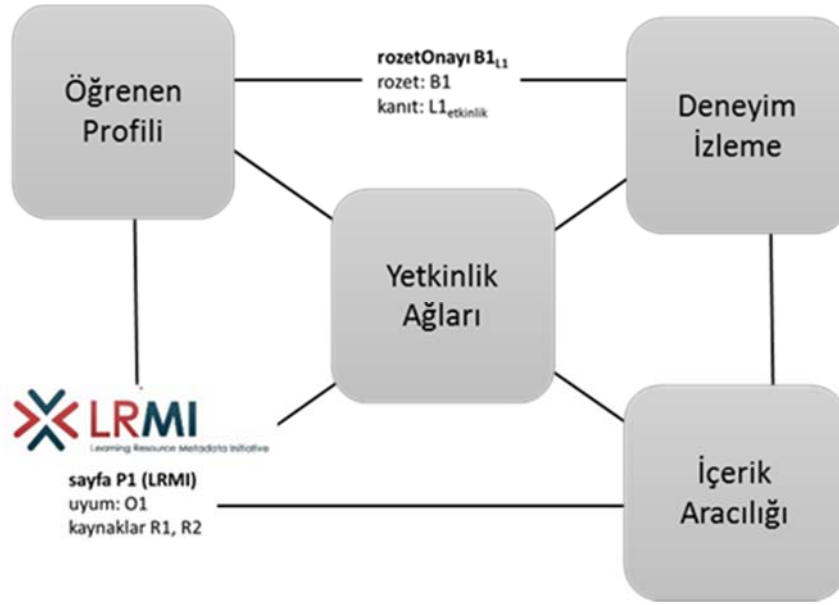 Öğrenen
Profili
rozetOnayı B1L1
rozet: B1
kanıt: L1etkinlik
Deneyim
İzleme
Yetkinlik
Ağları
LRMI
Learning Resource Metadata Initiative
sayfa P1 (LRMI)
uyum: O1
kaynaklar R1, R2
İçerik
Aracılığı